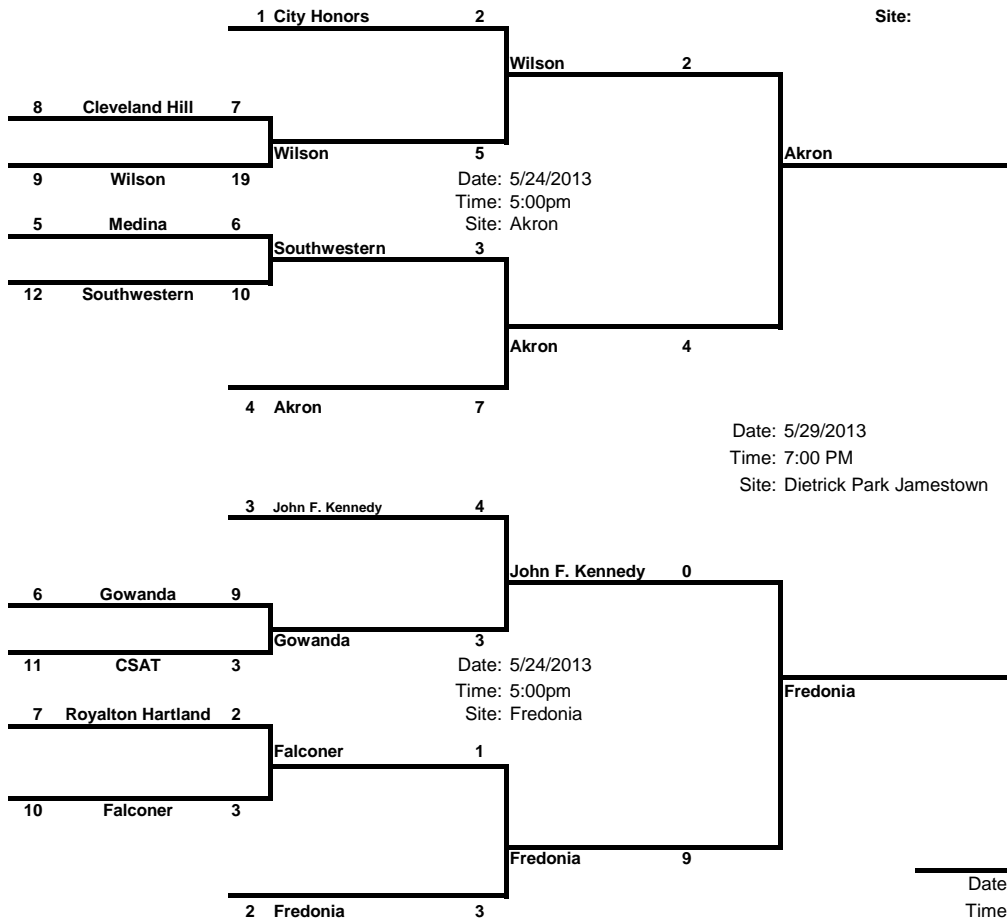 1 City Honors 2
Site:
Wilson 2
8 Cleveland Hill 7
Wilson 5
Akron
9 Wilson 19
Date: 5/24/2013
Time: 5:00pm
Site: Akron
5 Medina 6
Southwestern 3
12 Southwestern 10
Akron 4
4 Akron 7
Date: 5/29/2013
Time: 7:00 PM
Site: Dietrick Park Jamestown
3 John F. Kennedy 4
John F. Kennedy 0
6 Gowanda 9
Gowanda 3
11 CSAT 3
Date: 5/24/2013
Time: 5:00pm
Site: Fredonia
Fredonia
7 Royalton Hartland 2
Falconer 1
10 Falconer 3
Fredonia 9
2 Fredonia 3
Date
Time